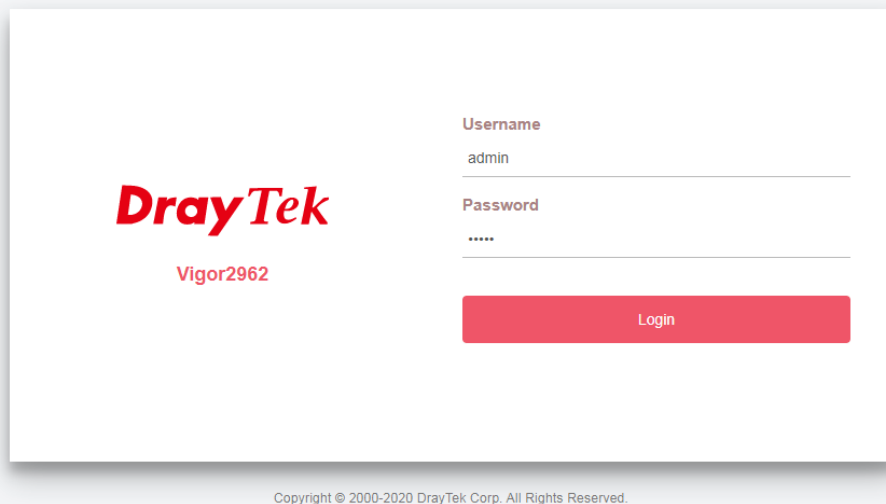 DrayTek
Vigor2962
Username
admin
Password
•••••
Login
Copyright © 2000-2020 DrayTek Corp. All Rights Reserved.